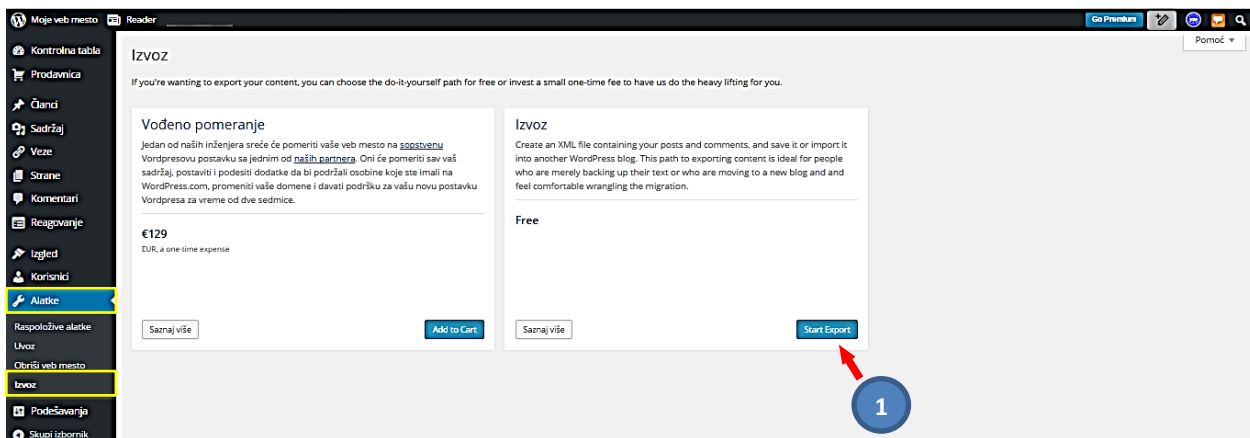 Moje veb mesto Reader Go Premium
Pomoć
Kontrolna tabla
Prodavnica
Članci
Sadržaj
Veze
Strane
Komentari
Reagovanje
Izgled
Korisnici
Alatke
Raspoložive alatke
Uvoz
Obriši veb mesto
Izvoz
Podešavanja
Skupi izbornik
Izvoz
If you're wanting to export your content, you can choose the do-it-yourself path for free or invest a small one-time fee to have us do the heavy lifting for you.
Vođeno pomeranje
Jedan od naših inženjera sreće će pomeriti vaše veb mesto na sopstvenu
Vordpresovu postavku sa jednim od naših partnera. Oni će pomeriti sav vaš
sadržaj, postaviti i podesiti dodatke da bi podržali osobine koje ste imali na
WordPress.com, promeniti vaše domene i davati podršku za vašu novu postavku
Vordpresa za vreme od dve sedmice.
€129
EUR, a one-time expense
Saznaj više Add to Cart
Izvoz
Create an XML file containing your posts and comments, and save it or import it
into another WordPress blog. This path to exporting content is ideal for people
who are merely backing up their text or who are moving to a new blog and and
feel comfortable wrangling the migration.
Free
Saznaj više Start Export
1